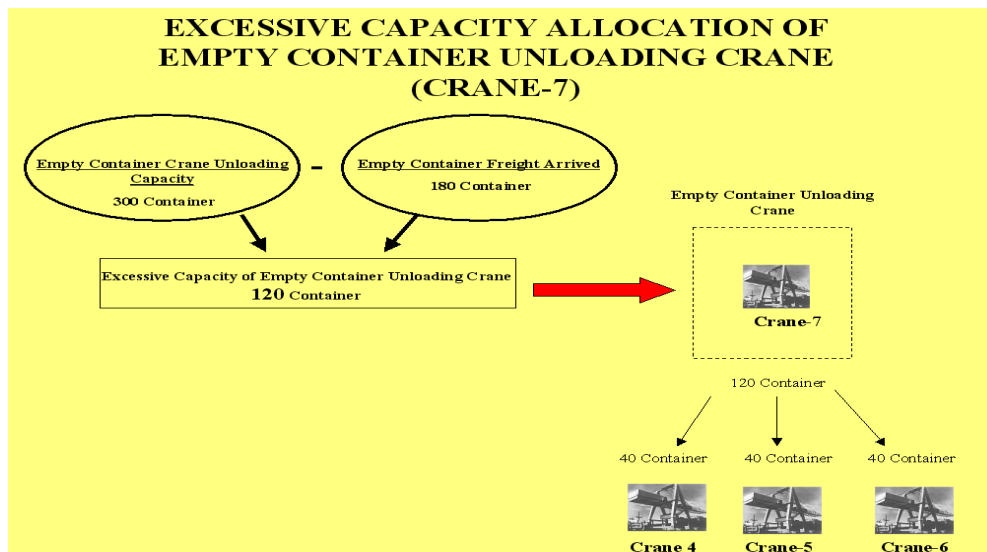 EXCESSIVE CAPACITY ALLOCATION OF
EMPTY CONTAINER UNLOADING CRANE
(CRANE-7)
Empty Container Crane Unloading
Capacity
300 Container
-
Empty Container Freight Arrived
180 Container
Excessive Capacity of Empty Container Unloading Crane
120 Container
Empty Container Unloading
Crane
Crane-7
120 Container
40 Container
40 Container
40 Container
Crane 4
Crane-5
Crane-6